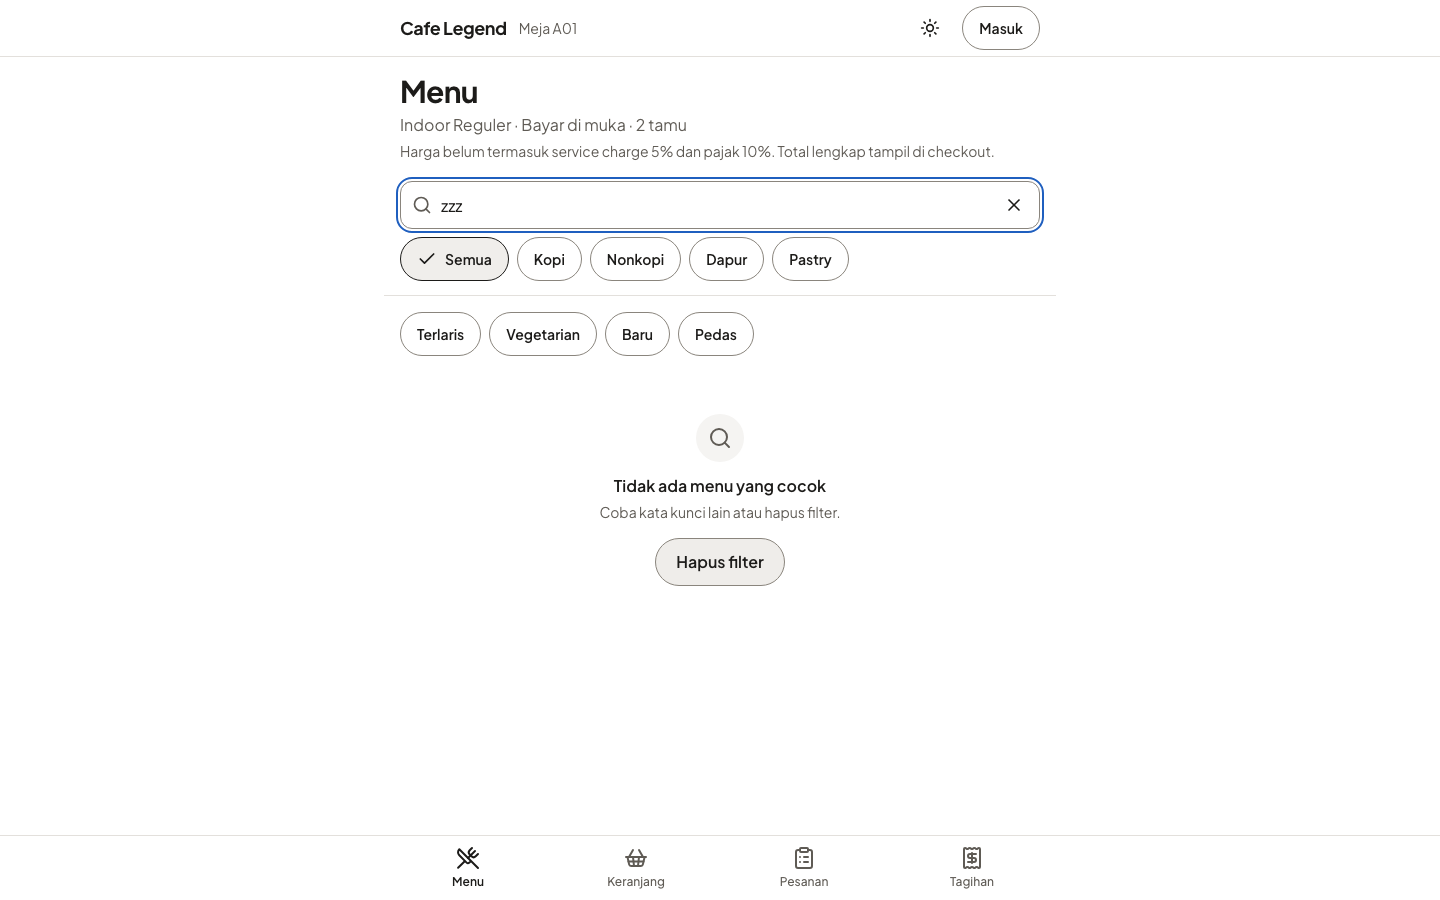 Cafe Legend Meja A01 Masuk
Menu
Indoor Reguler · Bayar di muka · 2 tamu
Harga belum termasuk service charge 5% dan pajak 10%. Total lengkap tampil di checkout.
zzz
Semua Kopi Nonkopi Dapur Pastry
Terlaris Vegetarian Baru Pedas
Tidak ada menu yang cocok
Coba kata kunci lain atau hapus filter.
Hapus filter
Menu Keranjang Pesanan Tagihan